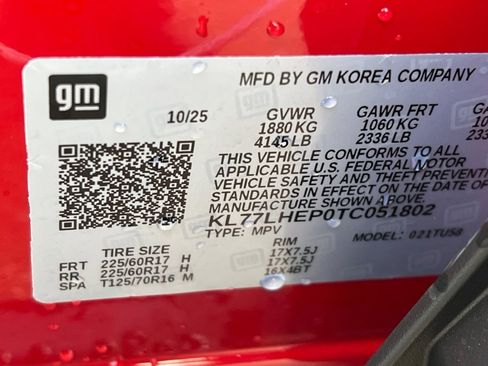 gm
MFD BY GM KOREA COMPANY
10/25 GVWR GAWR FRT
1880 KG 1060 KG
4145 LB 2336 LB
THIS VEHICLE CONFORMS TO ALL
APPLICABLE U.S. FEDERAL MOTOR
VEHICLE SAFETY AND THEFT PREVENTION
STANDARDS IN EFFECT ON THE DATE OF
MANUFACTURE SHOWN ABOVE.
KL77LHEP0TC051802
TYPE: MPV MODEL: 021TU58
TIRE SIZE RIM
FRT 225/60R17 H 17X7.5J
RR 225/60R17 H 17X7.5J
SPA T125/70R16 M 16X4BT